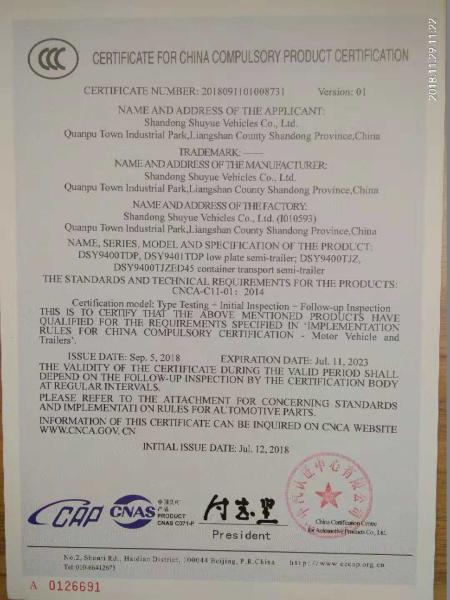 2018.11.29 11:22
CERTIFICATE FOR CHINA COMPULSORY PRODUCT CERTIFICATION
CERTIFICATE NUMBER: 2018091101008731 Version: 01
NAME AND ADDRESS OF THE APPLICANT:
Shandong Shuyue Vehicles Co., Ltd.
Quanpu Town Industrial Park,Liangshan County Shandong Province,China
TRADEMARK: ——
NAME AND ADDRESS OF THE MANUFACTURER:
Shandong Shuyue Vehicles Co., Ltd.
Quanpu Town Industrial Park,Liangshan County Shandong Province,China
NAME AND ADDRESS OF THE FACTORY:
Shandong Shuyue Vehicles Co., Ltd. (I010593)
Quanpu Town Industrial Park,Liangshan County Shandong Province,China
NAME, SERIES, MODEL AND SPECIFICATION OF THE PRODUCT:
DSY9400TDP, DSY9401TDP low plate semi-trailer; DSY9400TJZ,
DSY9400TJZED45 container transport semi-trailer
THE STANDARDS AND TECHNICAL REQUIREMENTS FOR THE PRODUCTS:
CNCA-C11-01: 2014
Certification model: Type Testing + Initial Inspection + Follow-up Inspection
THIS IS TO CERTIFY THAT THE ABOVE MENTIONED PRODUCTS HAVE
QUALIFIED FOR THE REQUIREMENTS SPECIFIED IN 'IMPLEMENTATION
RULES FOR CHINA COMPULSORY CERTIFICATION - Motor Vehicle and
Trailers'.
ISSUE DATE: Sep. 5, 2018 EXPIRATION DATE: Jul. 11, 2023
THE VALIDITY OF THE CERTIFICATE DURING THE VALID PERIOD SHALL
DEPEND ON THE FOLLOW-UP INSPECTION BY THE CERTIFICATION BODY
AT REGULAR INTERVALS.
PLEASE REFER TO THE ATTACHMENT FOR CONCERNING STANDARDS
AND IMPLEMENTATI ON RULES FOR AUTOMOTIVE PARTS.
INFORMATION OF THIS CERTIFICATE CAN BE INQUIRED ON CNCA WEBSITE
WWW.CNCA.GOV. CN
INITIAL ISSUE DATE: Jul. 12, 2018
CCAP CNAS
产品
PRODUCT
CNAS C071-P
President
China Certification Centre
for Automotive Products Co., Ltd.
No.2, Shouti Rd., Haidian District, 100044 Beijing, P.R.China http://www.cccap.org.cn
Tel:010-66412675
A 0126691